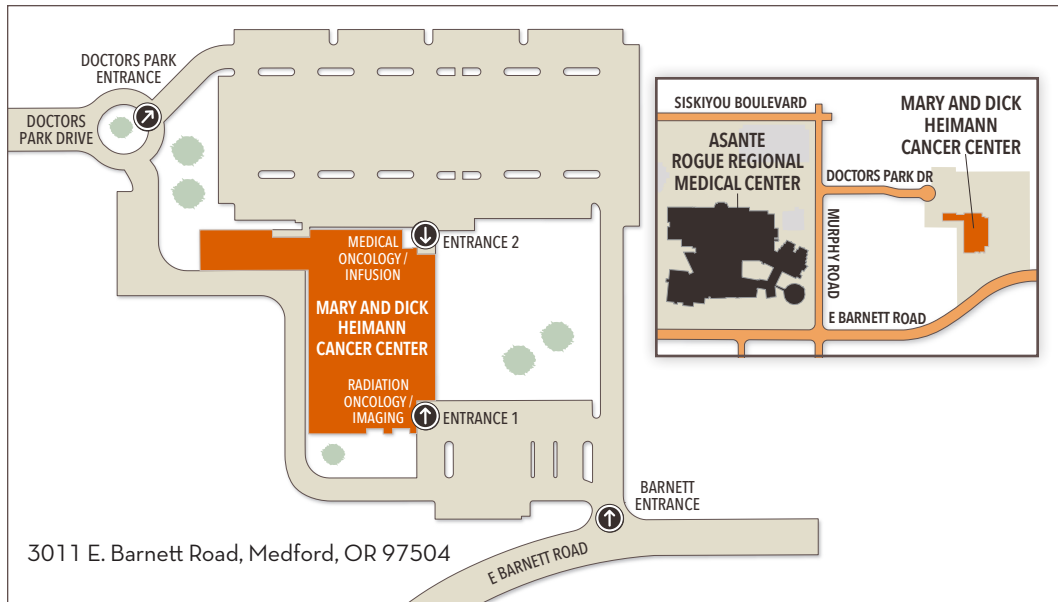 DOCTORS PARK
ENTRANCE
DOCTORS
PARK DRIVE
MEDICAL
ONCOLOGY /
INFUSION
ENTRANCE 2
MARY AND DICK
HEIMANN
CANCER CENTER
RADIATION
ONCOLOGY /
IMAGING
ENTRANCE 1
BARNETT
ENTRANCE
E BARNETT ROAD
3011 E. Barnett Road, Medford, OR 97504
SISKIYOU BOULEVARD
MARY AND DICK
HEIMANN
CANCER CENTER
ASANTE
ROGUE REGIONAL
MEDICAL CENTER
DOCTORS PARK DR
MURPHY ROAD
E BARNETT ROAD